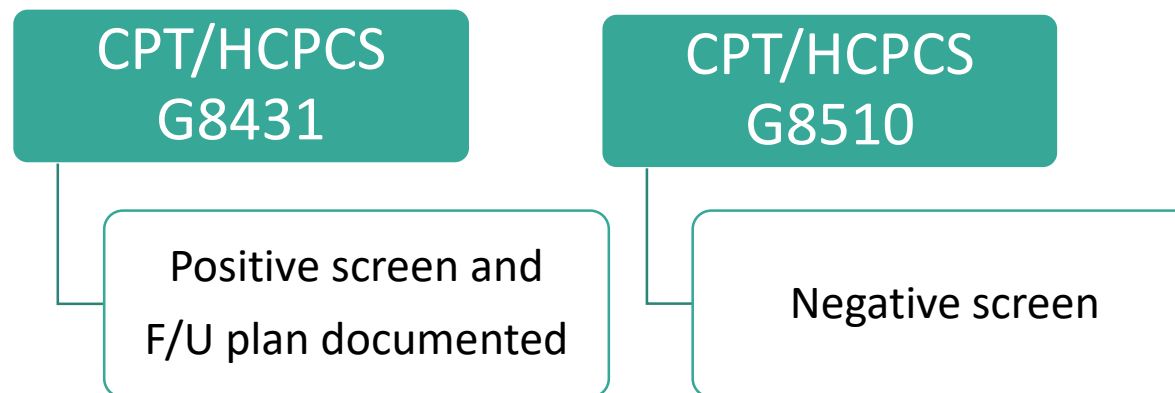 CPT/HCPCS
G8431
Positive screen and
F/U plan documented
CPT/HCPCS
G8510
Negative screen